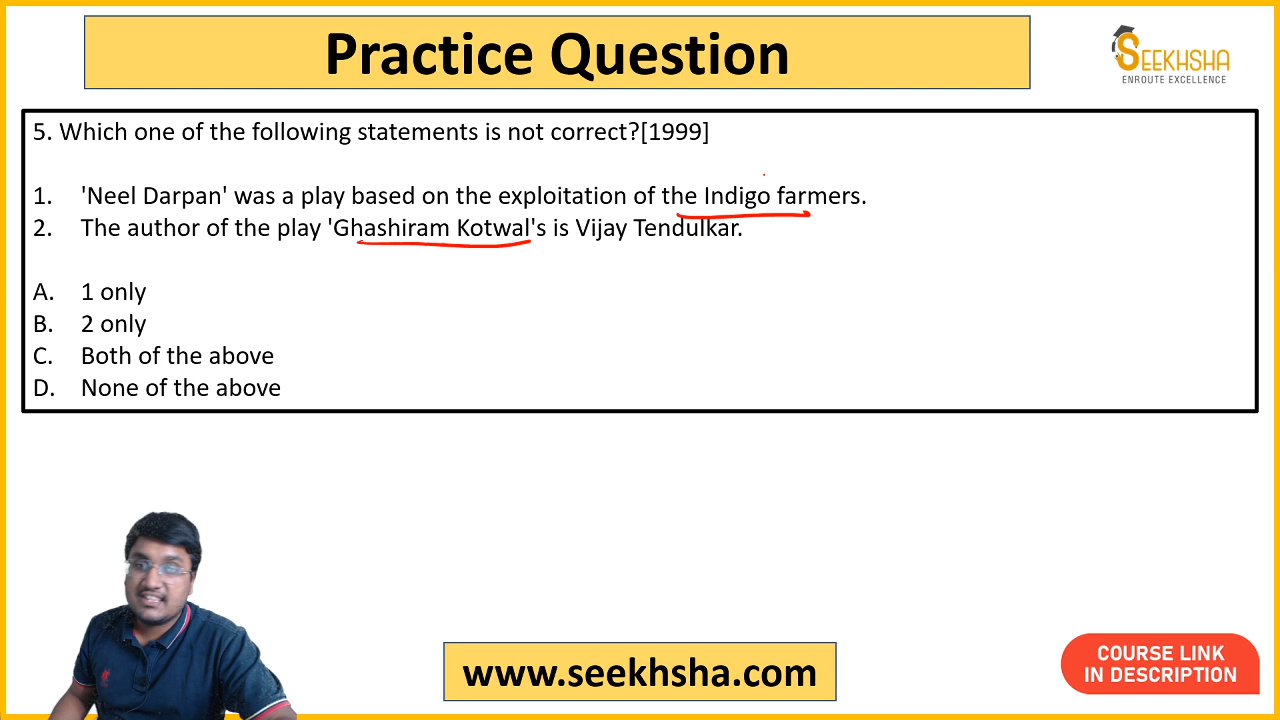 Practice Question
SEEKHSHA
ENROUTE EXCELLENCE
5. Which one of the following statements is not correct?[1999]
1. 'Neel Darpan' was a play based on the exploitation of the Indigo farmers.
2. The author of the play 'Ghashiram Kotwal's is Vijay Tendulkar.
A. 1 only
B. 2 only
C. Both of the above
D. None of the above
www.seekhsha.com
COURSE LINK
IN DESCRIPTION